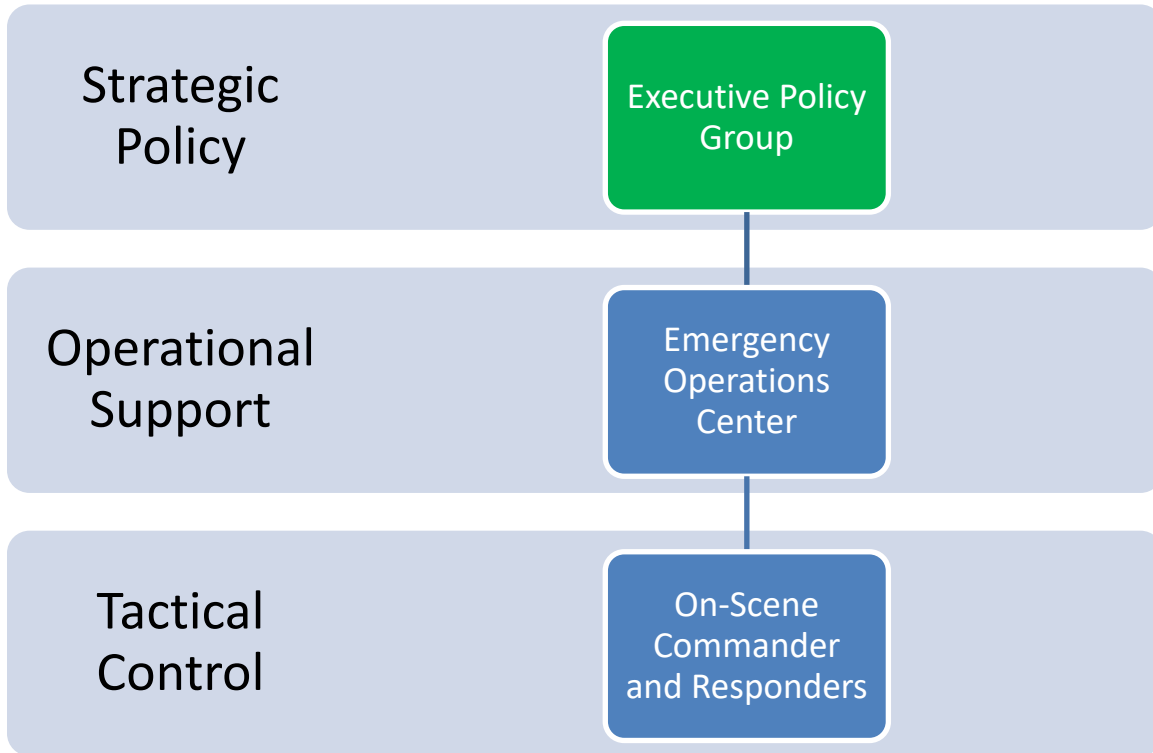 Strategic
Policy
Executive Policy
Group
Operational
Support
Emergency
Operations
Center
Tactical
Control
On-Scene
Commander
and Responders